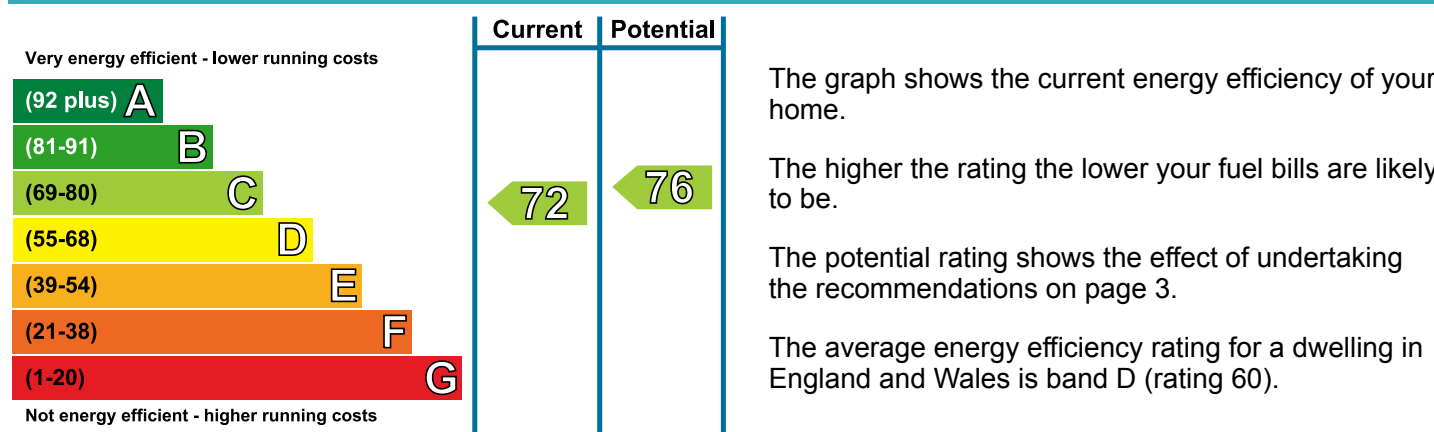 Current Potential
Very energy efficient - lower running costs
(92 plus) A
(81-91) B
(69-80) C
(55-68) D
(39-54) E
(21-38) F
(1-20) G
Not energy efficient - higher running costs
72
76
The graph shows the current energy efficiency of your
home.
The higher the rating the lower your fuel bills are likely
to be.
The potential rating shows the effect of undertaking
the recommendations on page 3.
The average energy efficiency rating for a dwelling in
England and Wales is band D (rating 60).